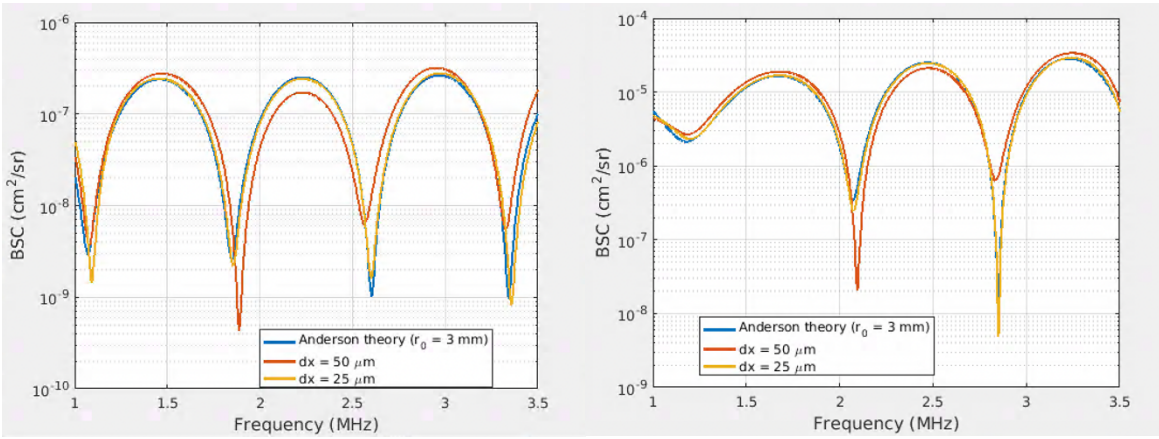 10^-6
10^-7
10^-8
10^-9
10^-10
BSC (cm^2/sr)
1
1.5
2
2.5
3
3.5
Frequency (MHz)
Anderson theory (r_0 = 3 mm)
dx = 50 μm
dx = 25 μm
10^-4
10^-5
10^-6
10^-7
10^-8
10^-9
BSC (cm^2/sr)
1
1.5
2
2.5
3
3.5
Frequency (MHz)
Anderson theory (r_0 = 3 mm)
dx = 50 μm
dx = 25 μm